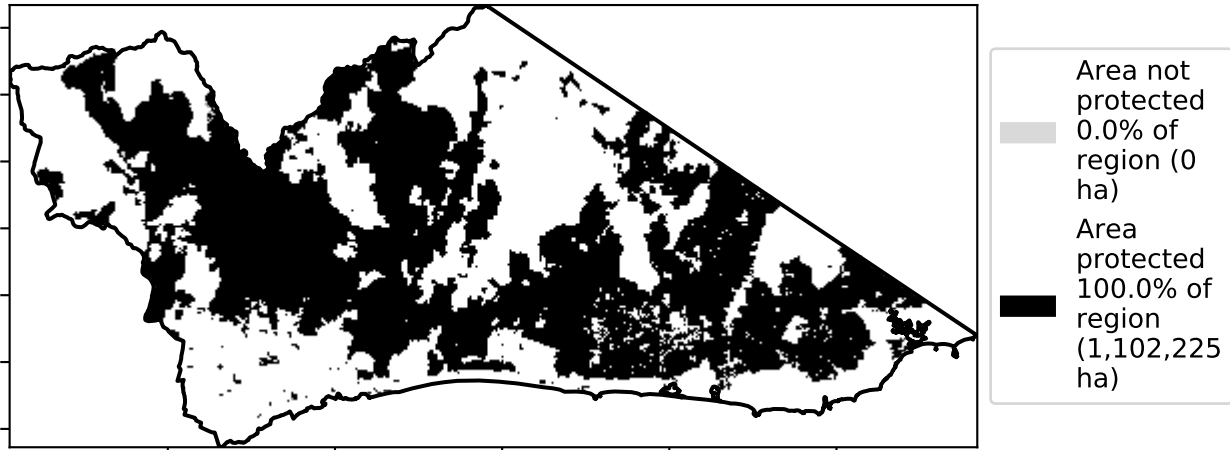 Area not
protected
0.0% of
region (0
ha)
Area
protected
100.0% of
region
(1,102,225
ha)